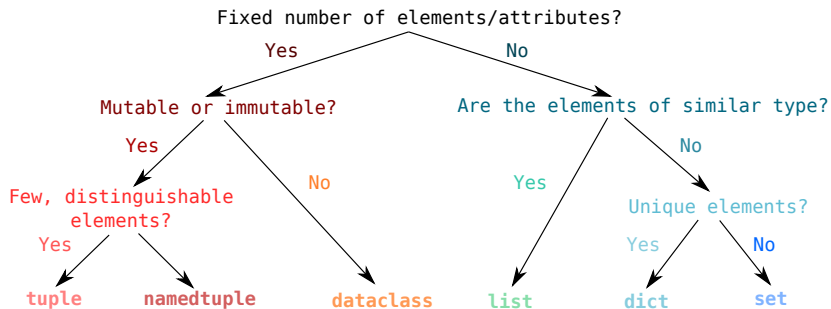 Fixed number of elements/attributes?
Yes
No
Mutable or immutable?
Are the elements of similar type?
Yes
No
Yes
No
Few, distinguishable
elements?
Unique elements?
Yes
Yes
No
tuple
namedtuple
dataclass
list
dict
set